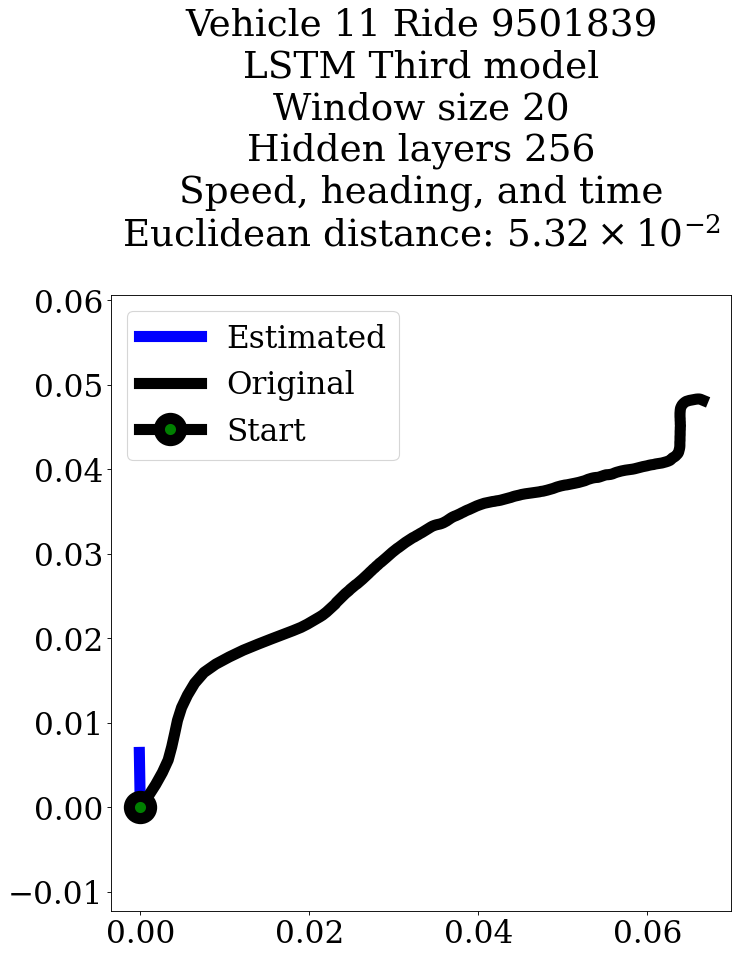 Vehicle 11 Ride 9501839
LSTM Third model
Window size 20
Hidden layers 256
Speed, heading, and time
Euclidean distance: 5.32 × 10⁻²
Estimated
Original
Start
0.06
0.05
0.04
0.03
0.02
0.01
0.00
−0.01
0.00 0.02 0.04 0.06